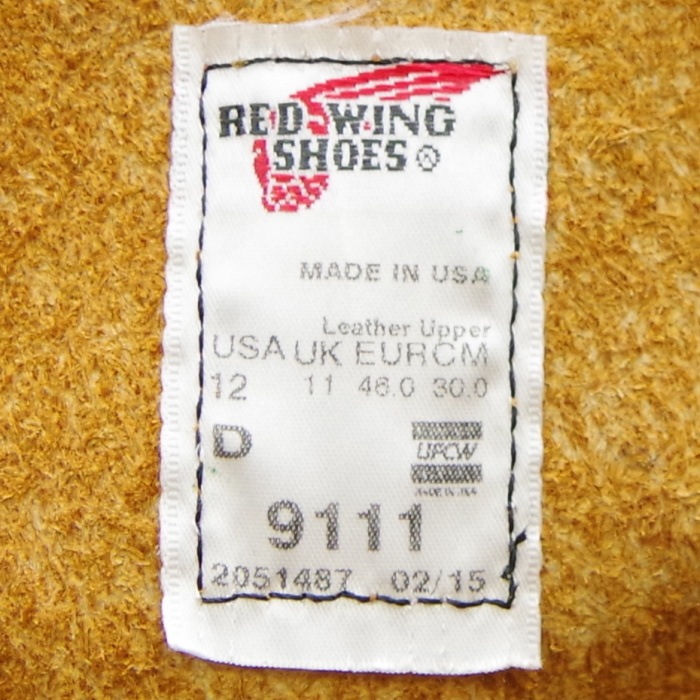 RED WING
SHOES ®
MADE IN USA
Leather Upper
USA UK EUR CM
12 11 46.0 30.0
D
UFCW
MADE IN USA
9111
2051487 02/15